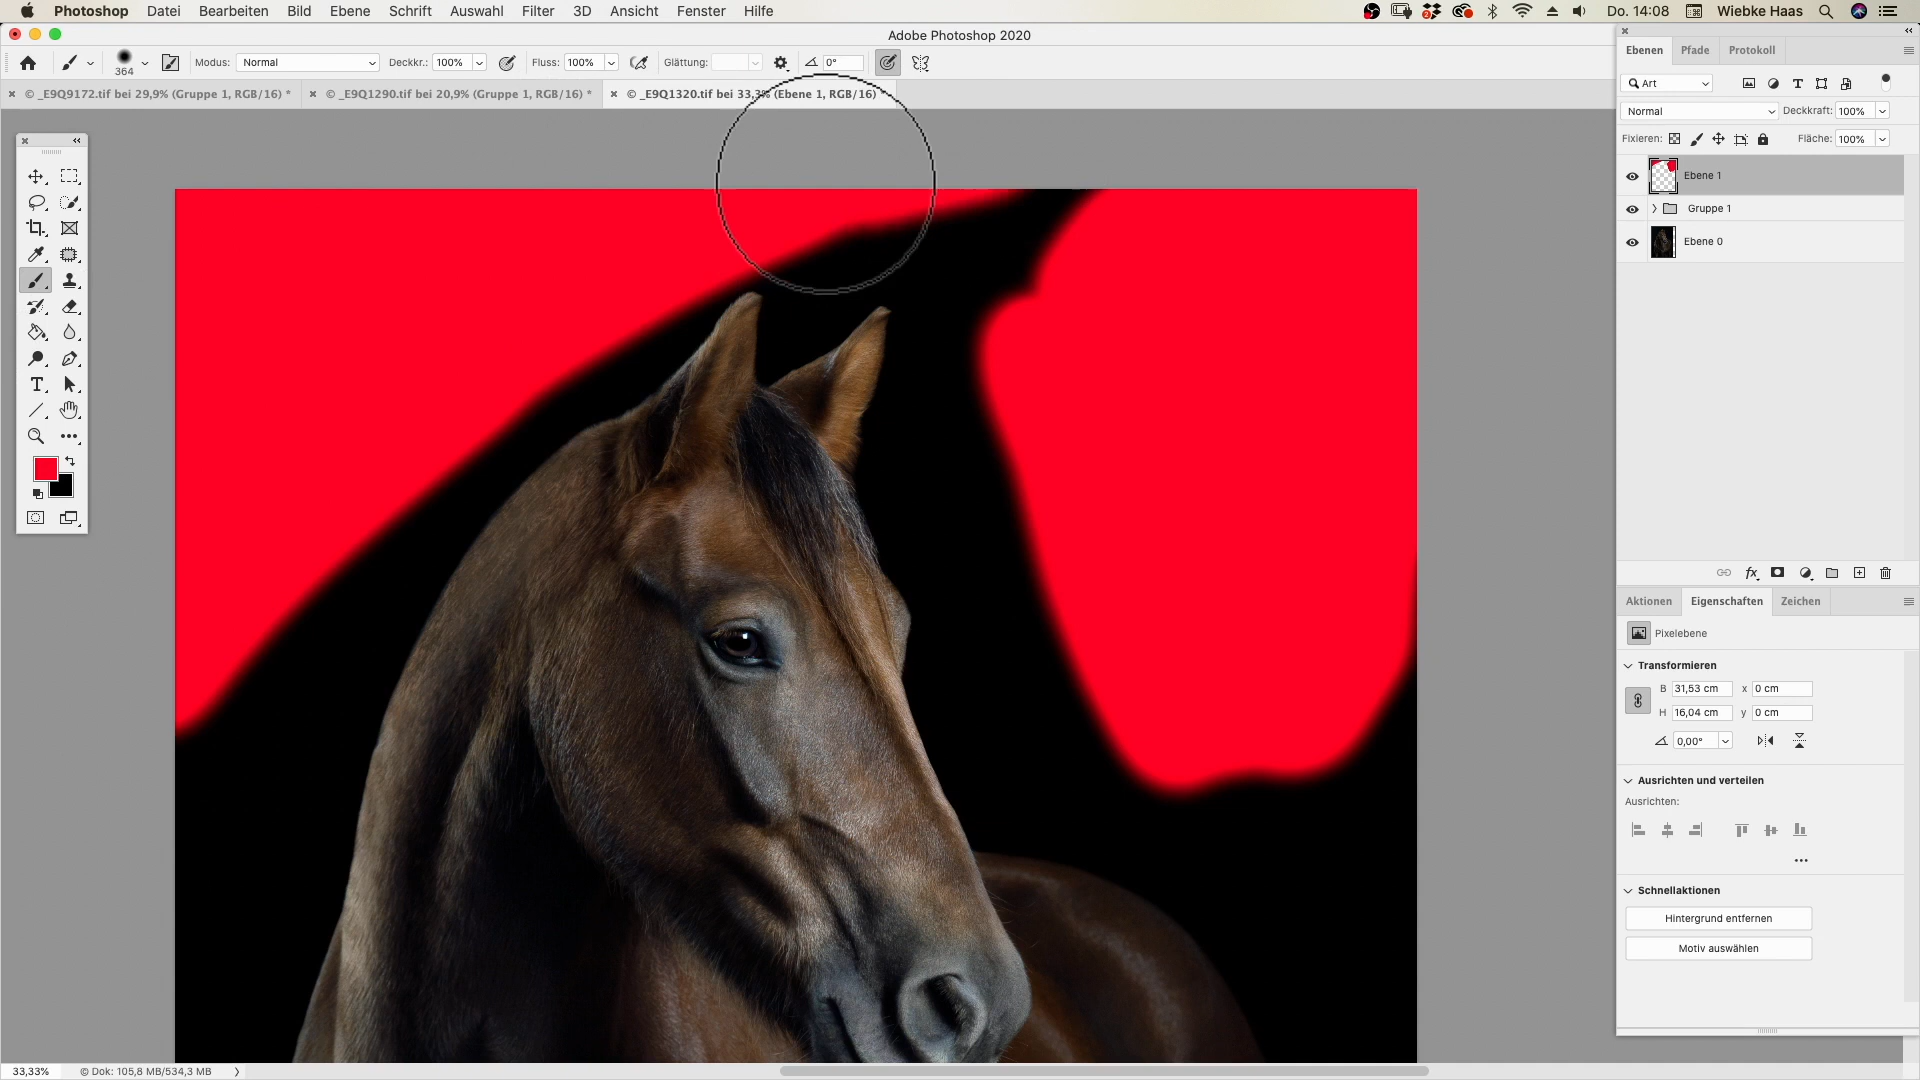 Photoshop Datei Bearbeiten Bild Ebene Schrift Auswahl Filter 3D Ansicht Fenster Hilfe Do. 14:08 Wiebke Haas
Adobe Photoshop 2020
364 Modus: Normal Deckkr.: 100% Fluss: 100% Glättung: 0°
© _E9Q9172.tif bei 29,9% (Gruppe 1, RGB/16) * © _E9Q1290.tif bei 20,9% (Gruppe 1, RGB/16) * © _E9Q1320.tif bei 33,3% (Ebene 1, RGB/16) *
Ebenen Pfade Protokoll
Art
Normal Deckkraft: 100%
Fixieren: Fläche: 100%
Ebene 1
Gruppe 1
Ebene 0
fx
Aktionen Eigenschaften Zeichen
Pixelebene
Transformieren
B 31,53 cm x 0 cm
H 16,04 cm y 0 cm
0,00°
Ausrichten und verteilen
Ausrichten:
Schnellaktionen
Hintergrund entfernen
Motiv auswählen
33,33% © Dok: 105,8 MB/534,3 MB